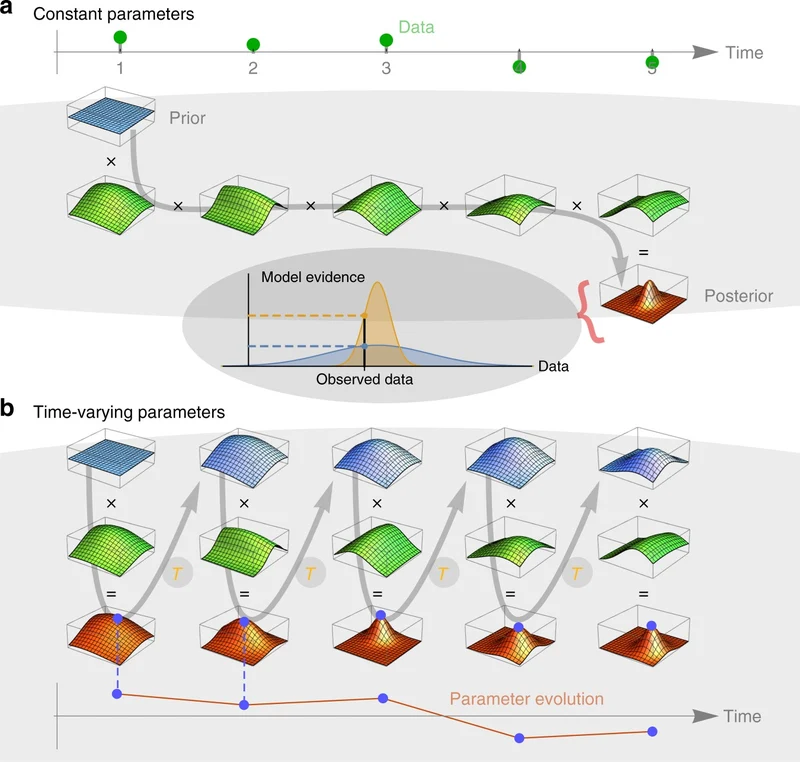 a
Constant parameters
Data
Time
1 2 3 4 5
Prior
×
× × × ×
=
Model evidence
{
Posterior
Data
Observed data
b
Time-varying parameters
× × × × ×
T T T T
= = = = =
Parameter evolution
Time